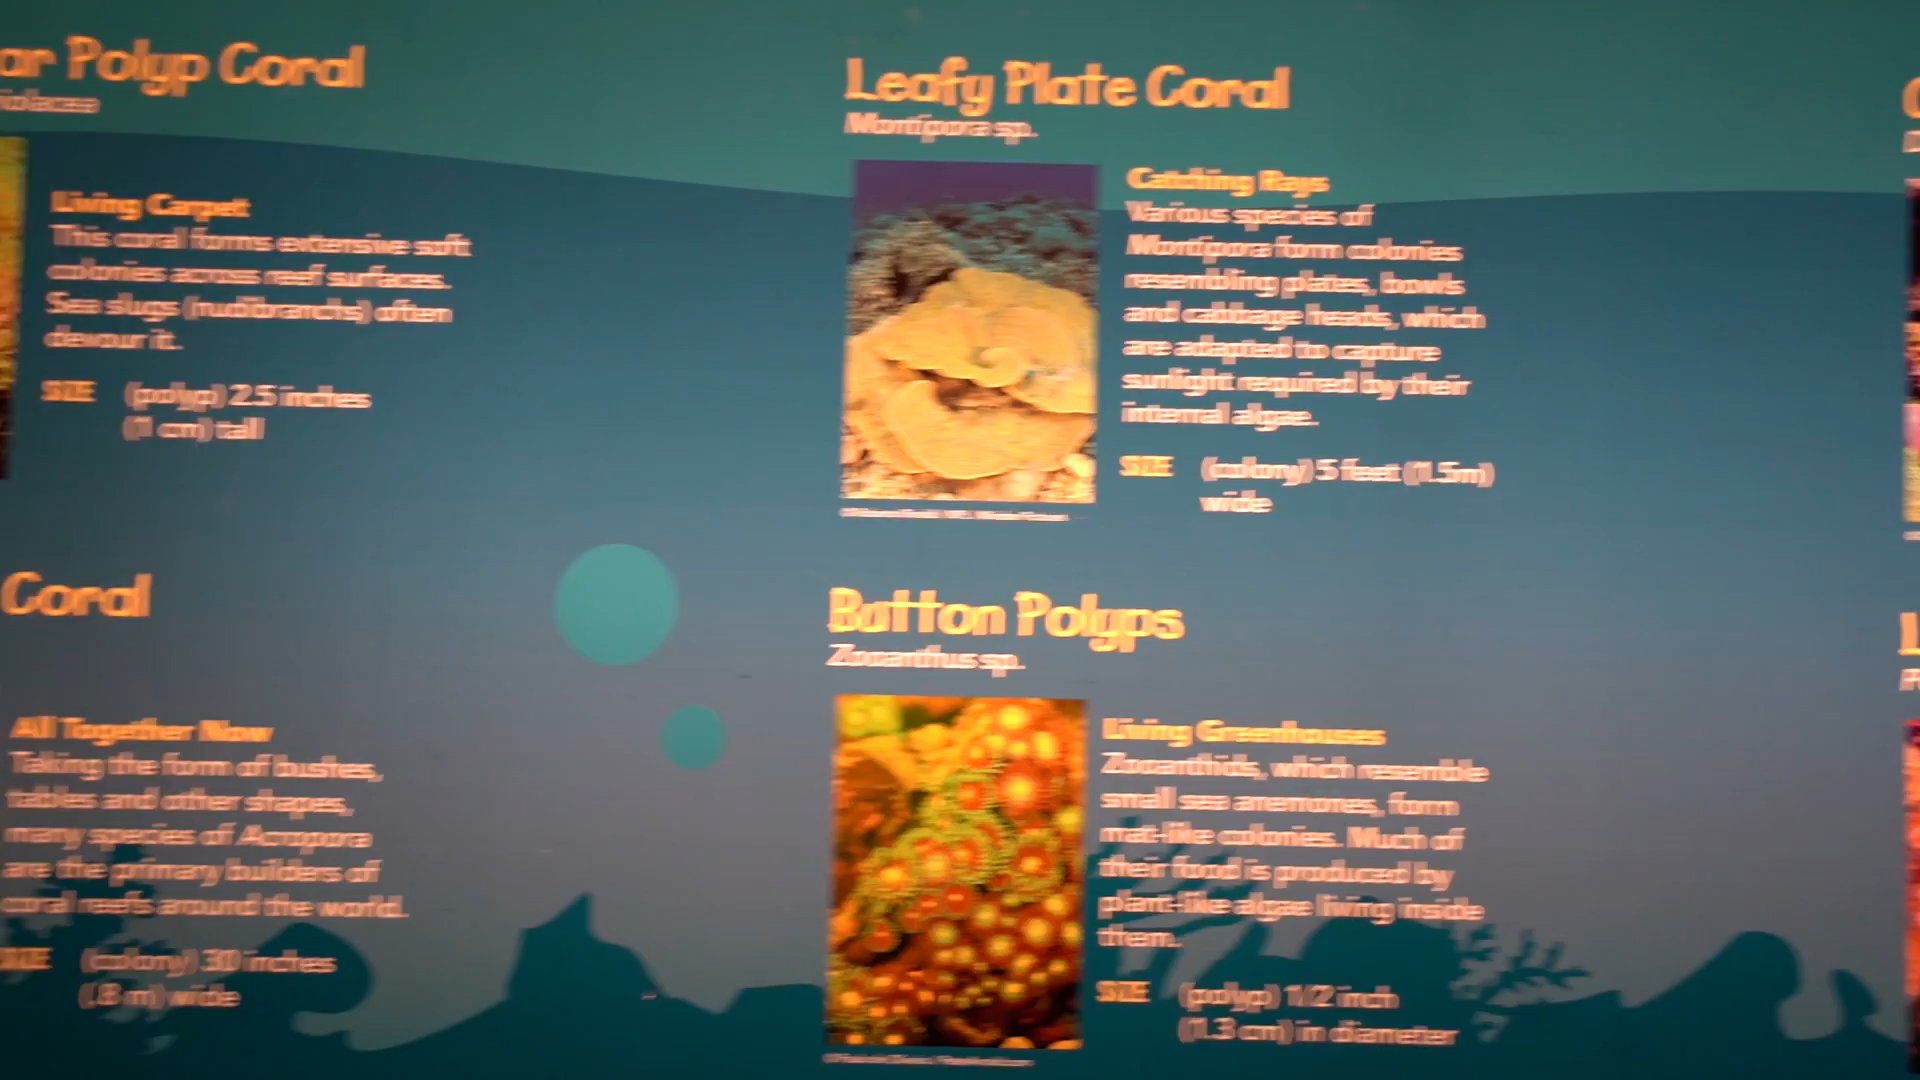 ar Polyp Coral
Living Carpet
This coral forms extensive soft
colonies across reef surfaces.
Sea slugs (nudibranchs) often
devour it.
SIZE (polyp) 2.5 inches
(1 cm) tall
Coral
All Together Now
Taking the form of bushes,
tables and other shapes,
many species of Acropora
are the primary builders of
coral reefs around the world.
SIZE (colony) 30 inches
(.8 m) wide
Leafy Plate Coral
Montipora sp.
Catching Rays
Various species of
Montipora form colonies
resembling plates, bowls
and cabbage heads, which
are adapted to capture
sunlight required by their
internal algae.
SIZE (colony) 5 feet (1.5m)
wide
Button Polyps
Zooanthus sp.
Living Greenhouses
Zooanthids, which resemble
small sea anemones, form
mat-like colonies. Much of
their food is produced by
plant-like algae living inside
them.
SIZE (polyp) 1/2 inch
(1.3 cm) in diameter